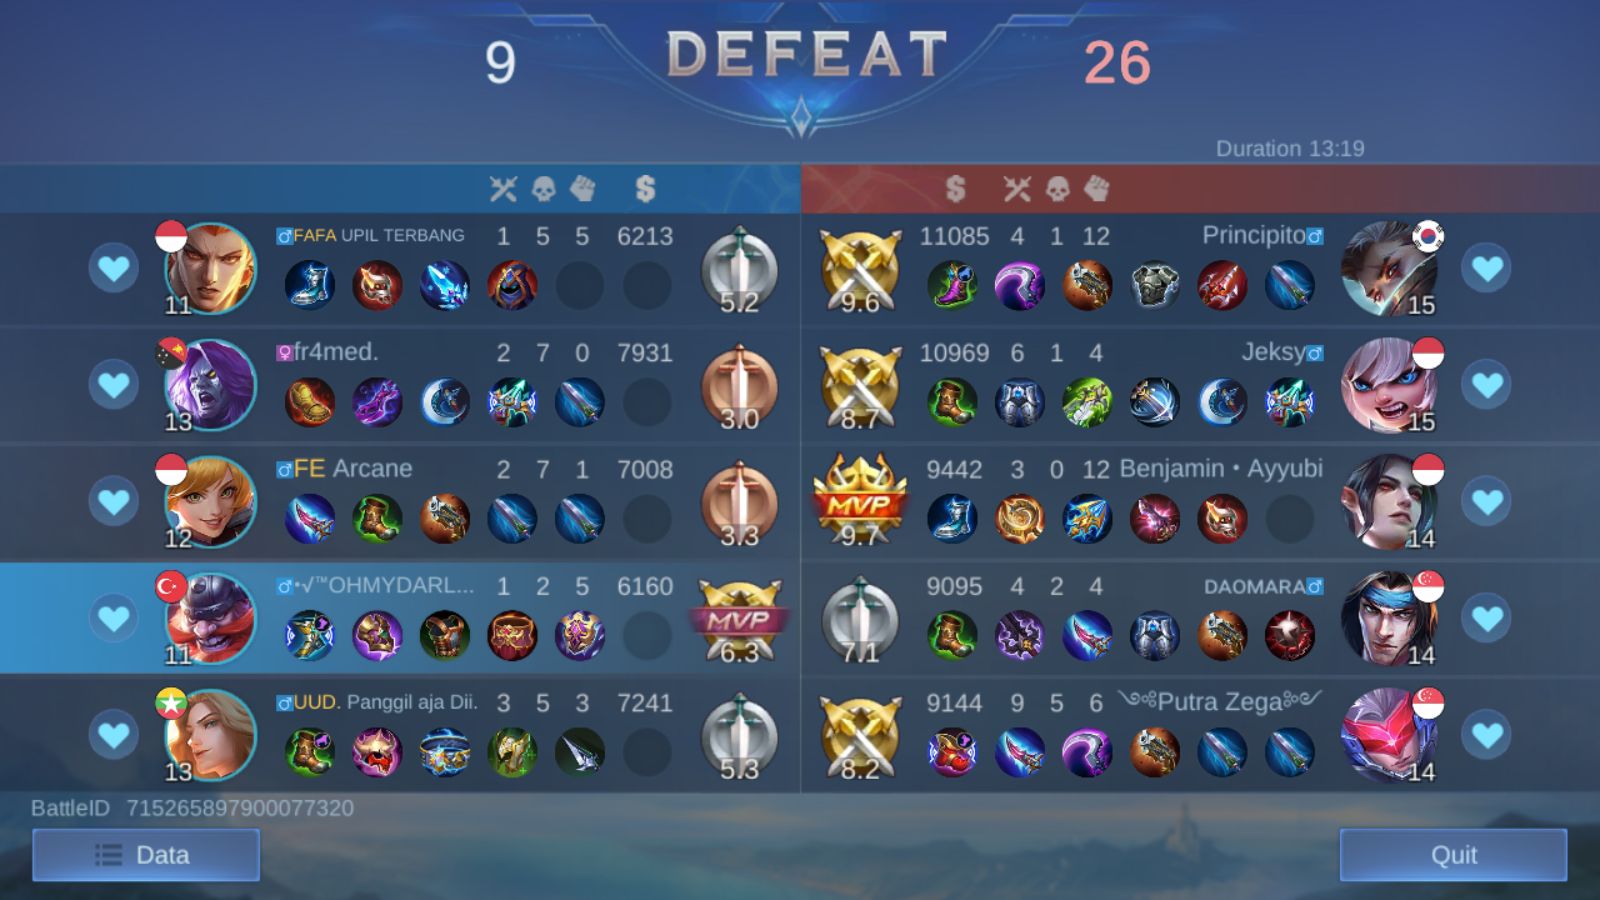 9 DEFEAT 26
Duration 13:19
FAFA UPIL TERBANG 1 5 5 6213
11 5.2
9.6 11085 4 1 12 Principito
15
fr4med. 2 7 0 7931
13 3.0
8.7 10969 6 1 4 Jeksy
15
FE Arcane 2 7 1 7008
12 3.3
MVP 9.7 9442 3 0 12 Benjamin • Ayyubi
14
•√™OHMYDARL... 1 2 5 6160
11 MVP 6.3
7.1 9095 4 2 4 DAOMARA
14
UUD. Panggil aja Dii. 3 5 3 7241
13 5.3
8.2 9144 9 5 6 Putra Zega
14
BattleID 715265897900077320
Data
Quit